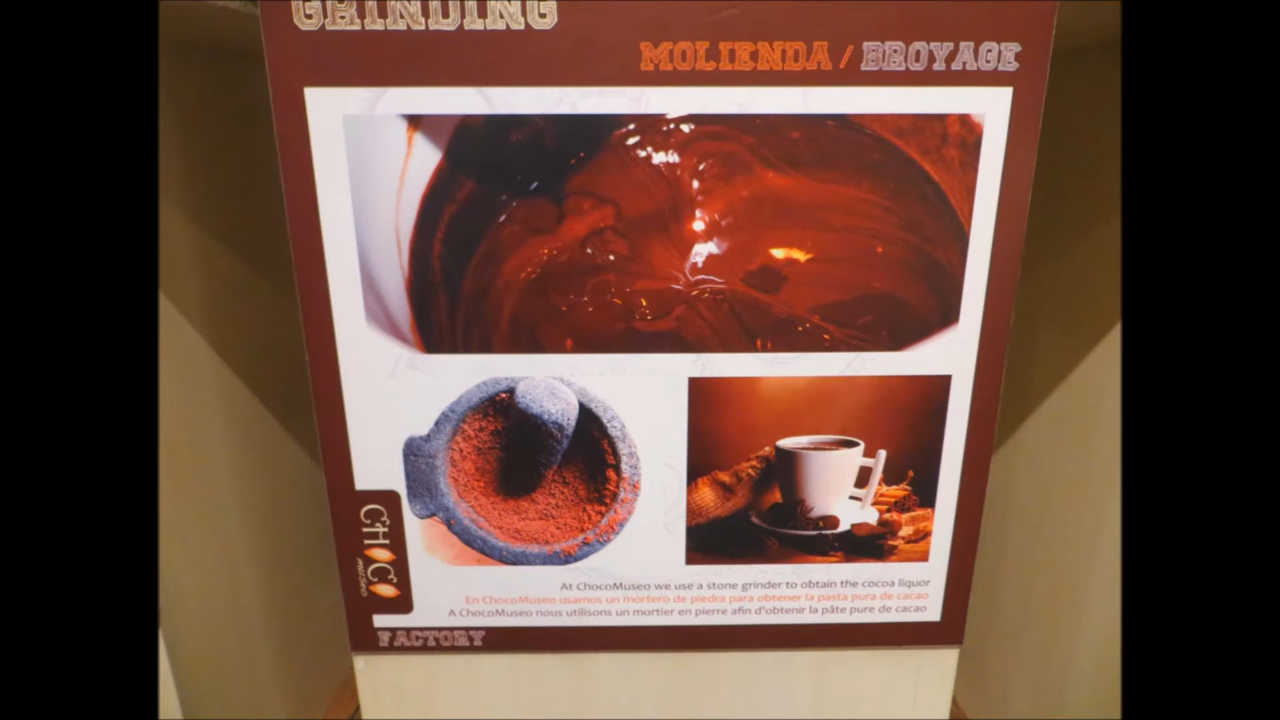 GRINDING
MOLIENDA / BROYAGE
CHOCO
museo
At ChocoMuseo we use a stone grinder to obtain the cocoa liquor
En ChocoMuseo usamos un mortero de piedra para obtener la pasta pura de cacao
A ChocoMuseo nous utilisons un mortier en pierre afin d'obtenir la pâte pure de cacao
FACTORY